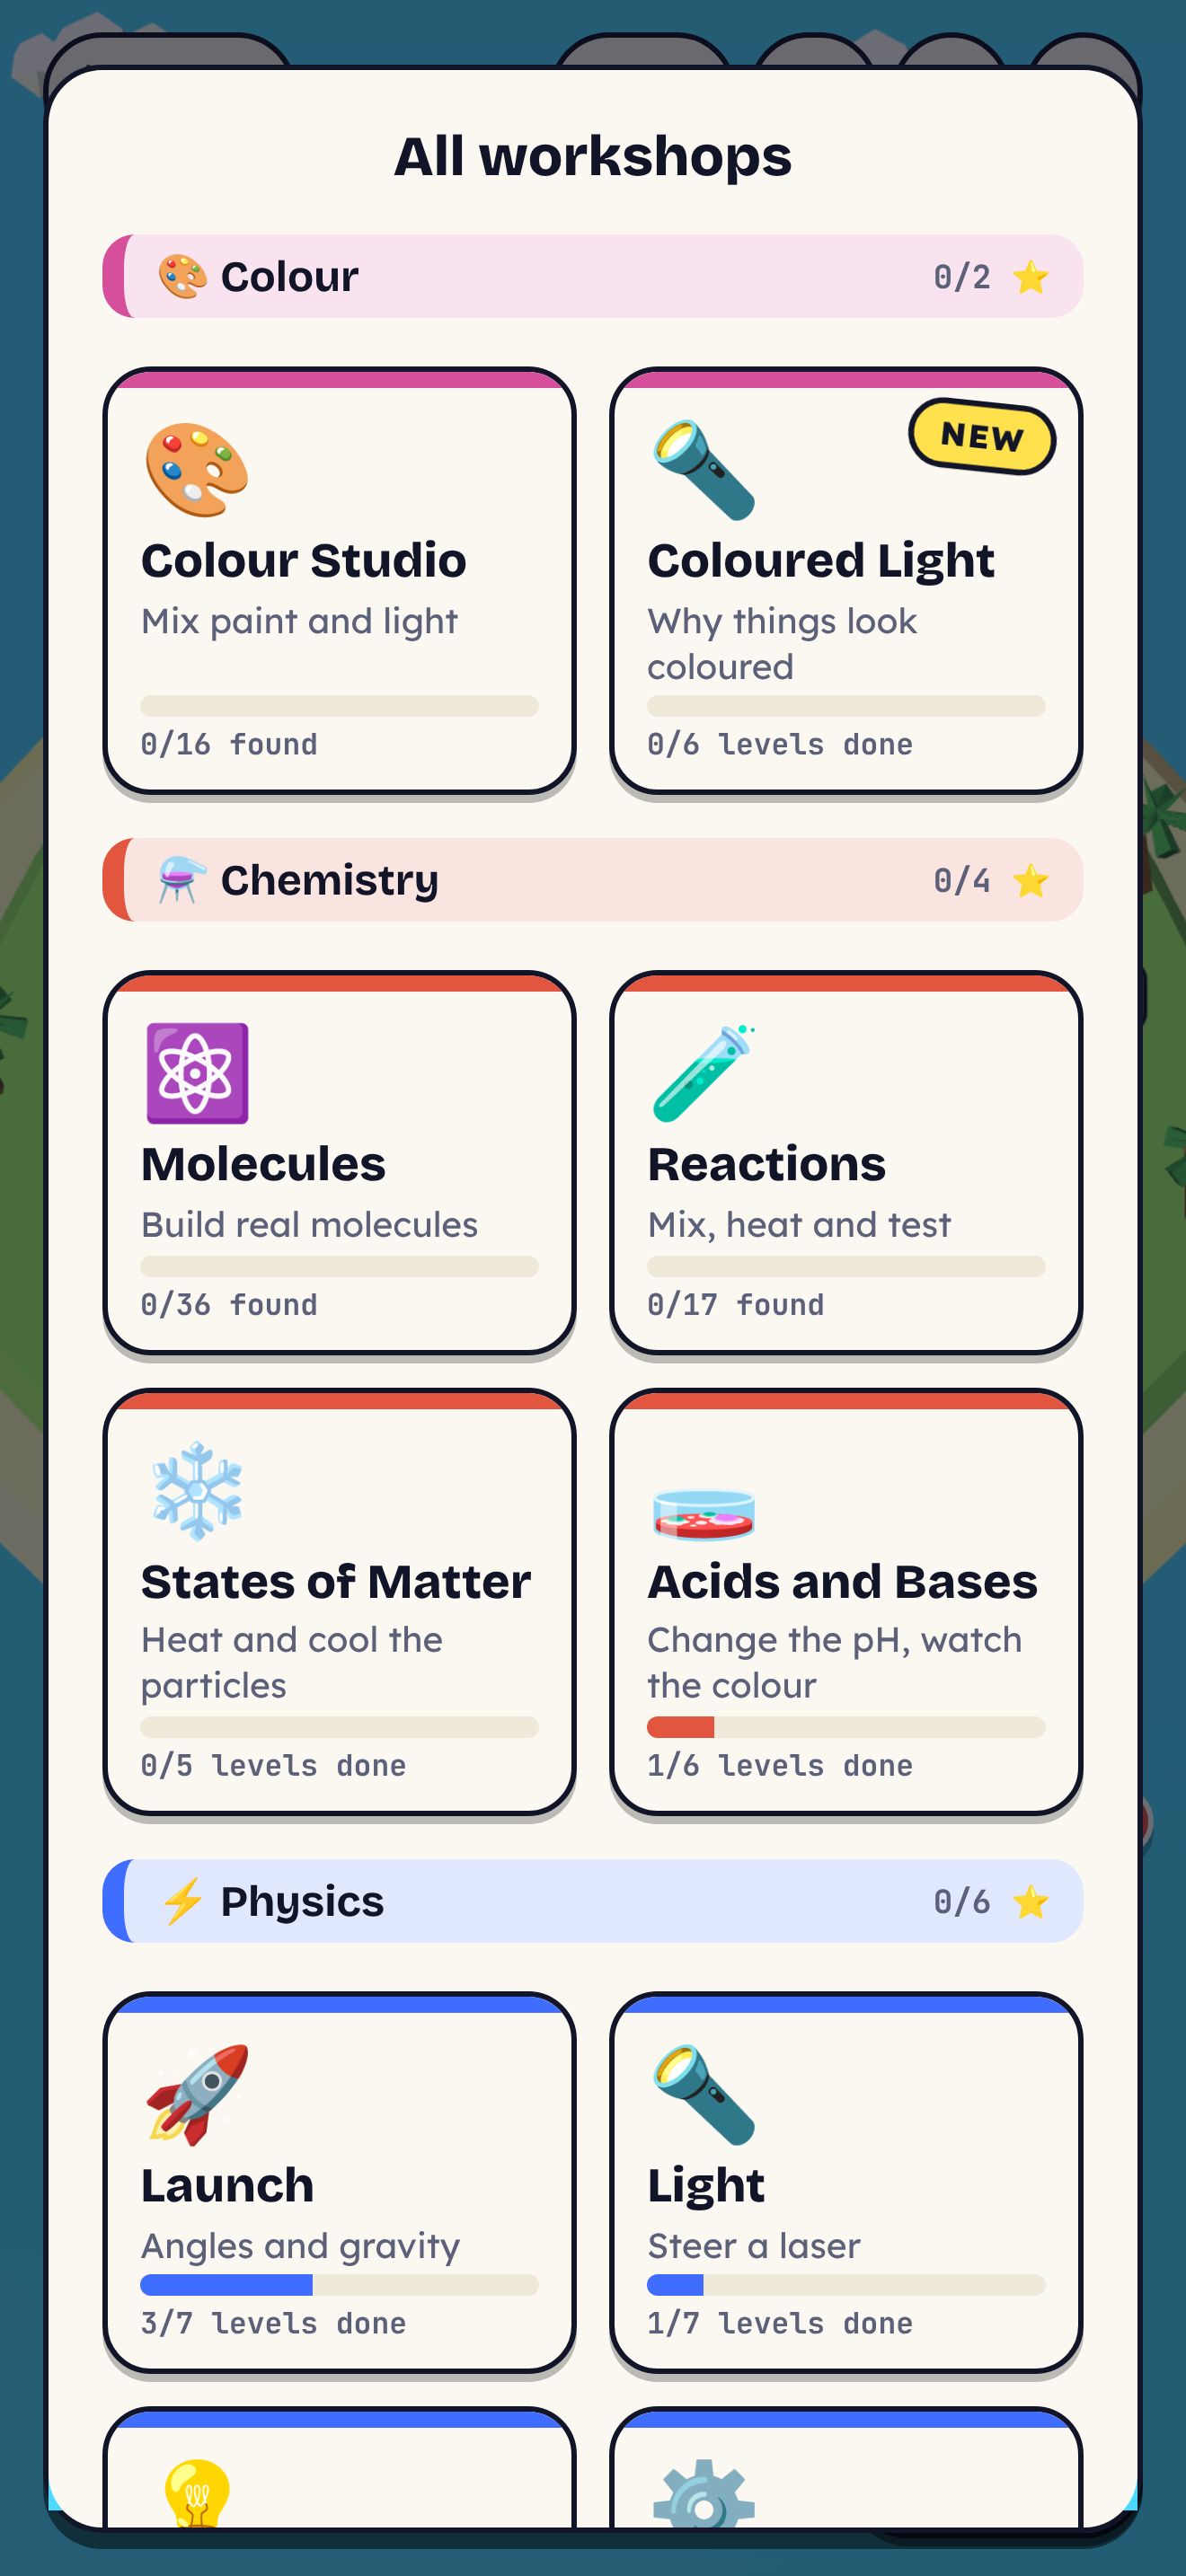 All workshops
Colour 0/2
Colour Studio
Mix paint and light
0/16 found
NEW
Coloured Light
Why things look
coloured
0/6 levels done
Chemistry 0/4
Molecules
Build real molecules
0/36 found
Reactions
Mix, heat and test
0/17 found
States of Matter
Heat and cool the
particles
0/5 levels done
Acids and Bases
Change the pH, watch
the colour
1/6 levels done
Physics 0/6
Launch
Angles and gravity
3/7 levels done
Light
Steer a laser
1/7 levels done